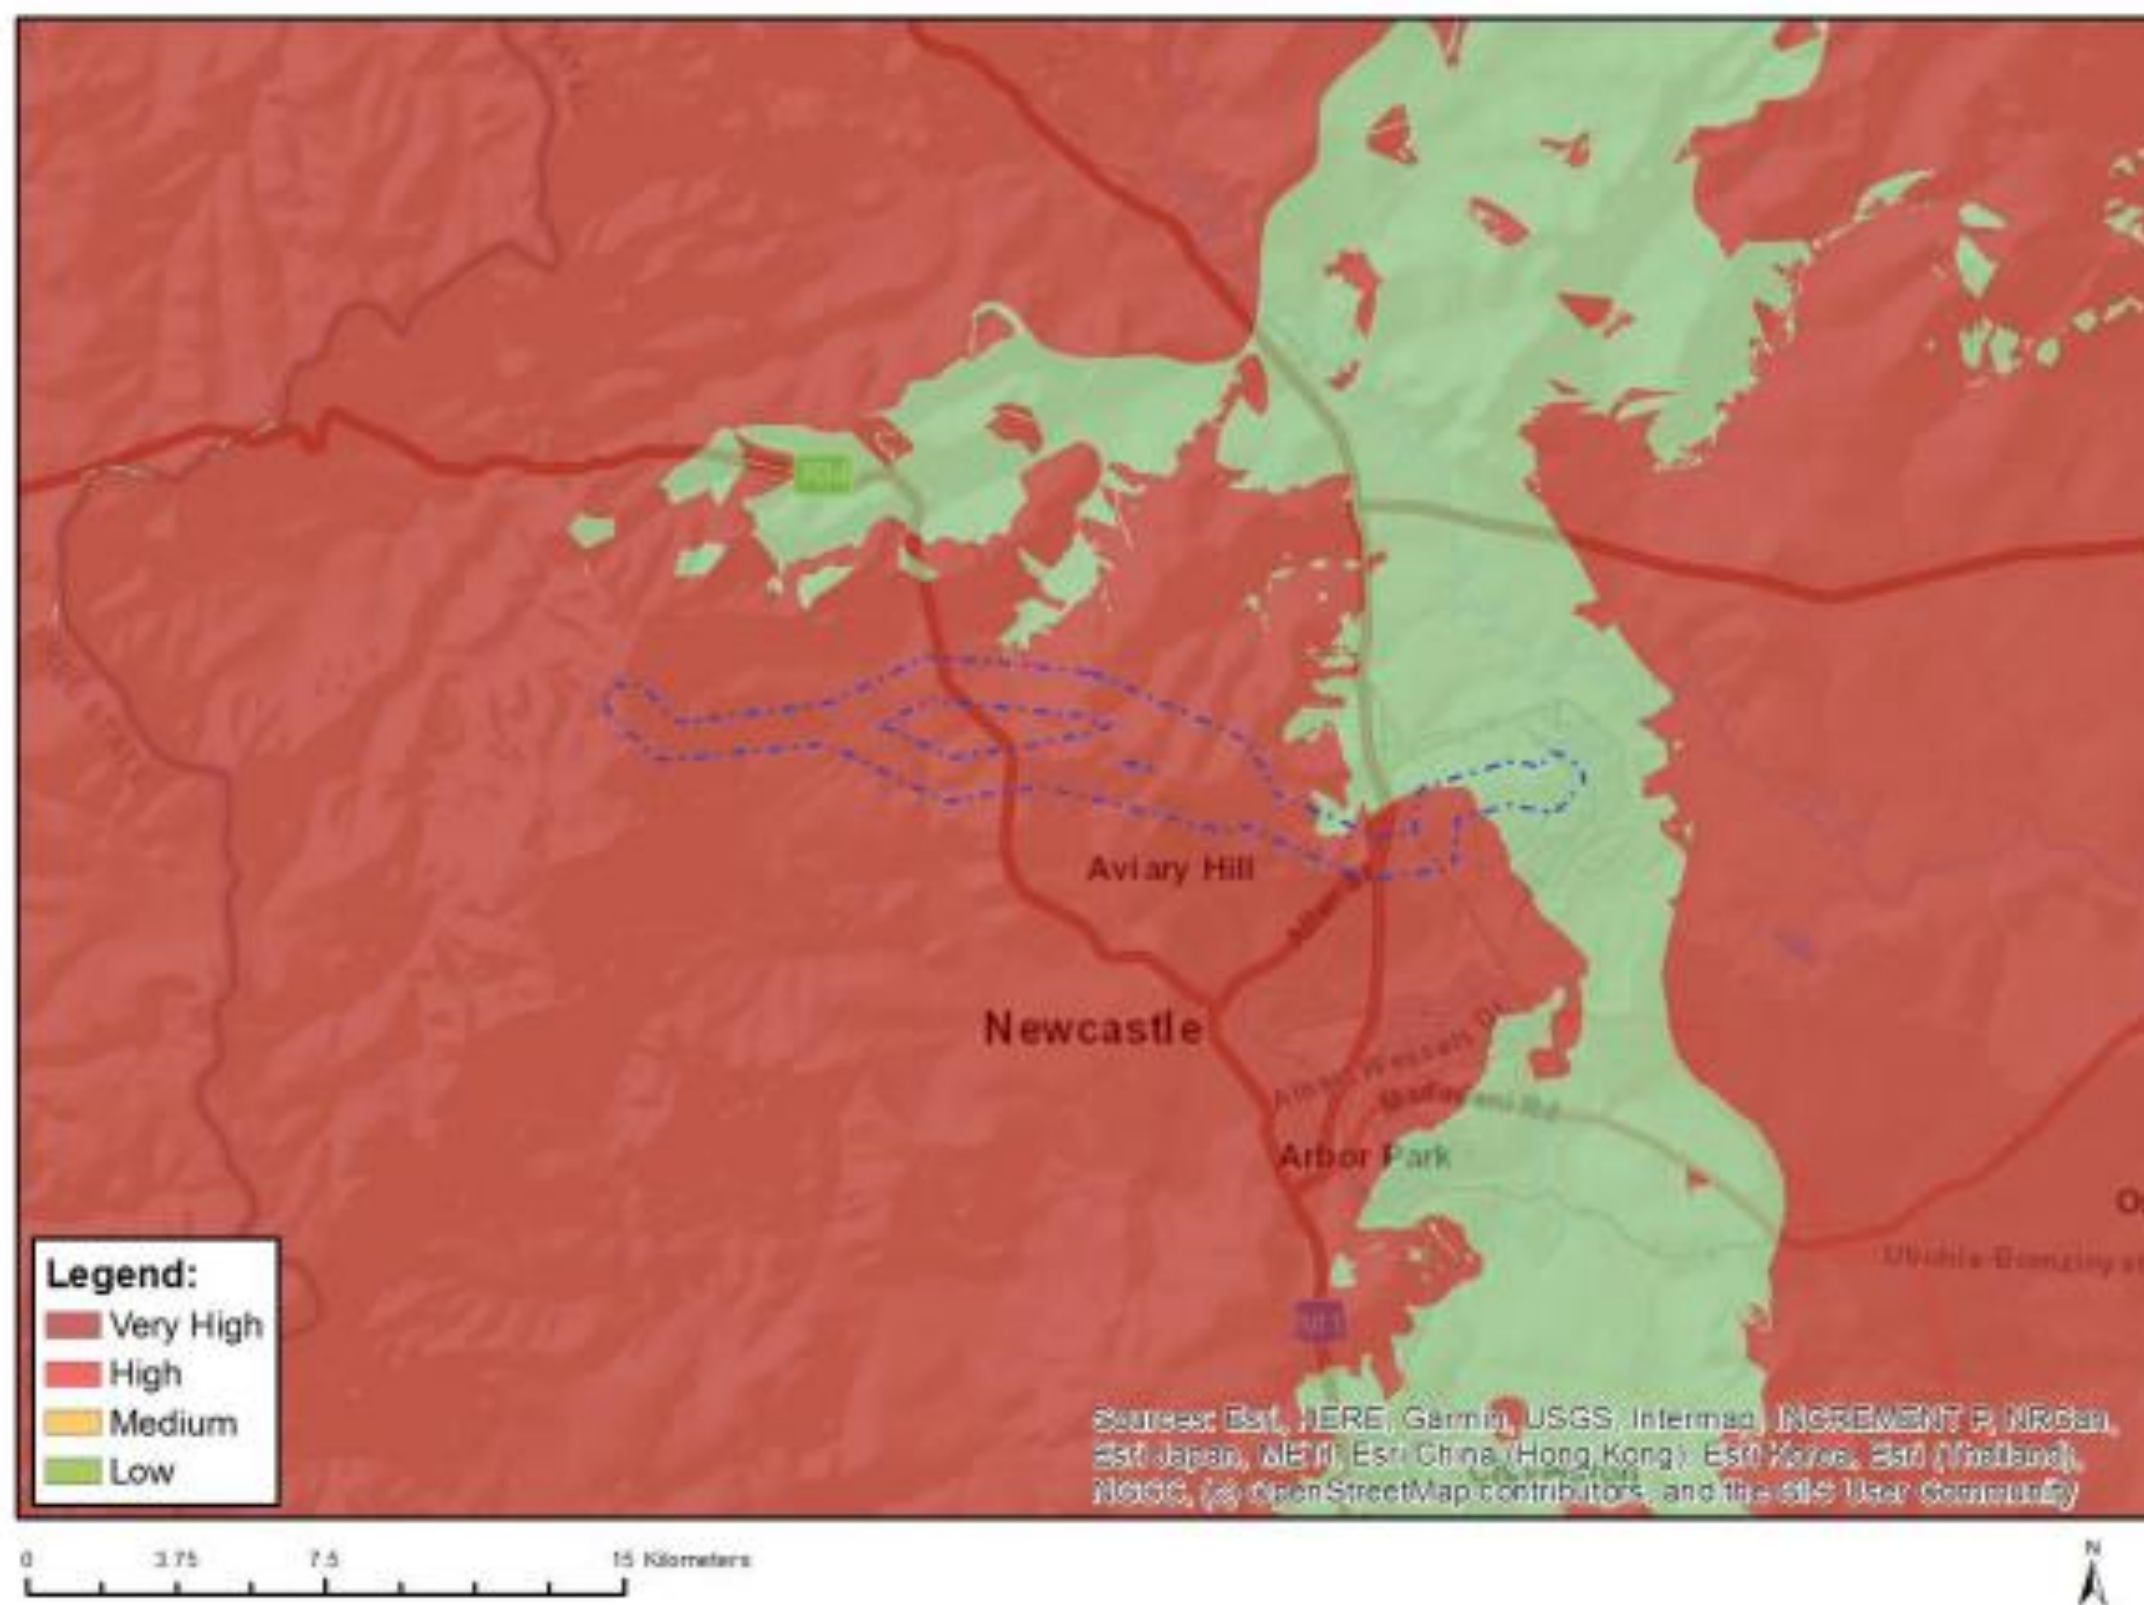 Aviary Hill
Newcastle
Arbor Park
Legend:
Very High
High
Medium
Low
Sources: Esri, HERE, Garmin, USGS, Intermap, INCREMENT P, NRCan,
Esri Japan, METI, Esri China (Hong Kong), Esri Korea, Esri (Thailand),
NGCC, (c) OpenStreetMap contributors, and the GIS User Community
0 3.75 7.5 15 Kilometers
N